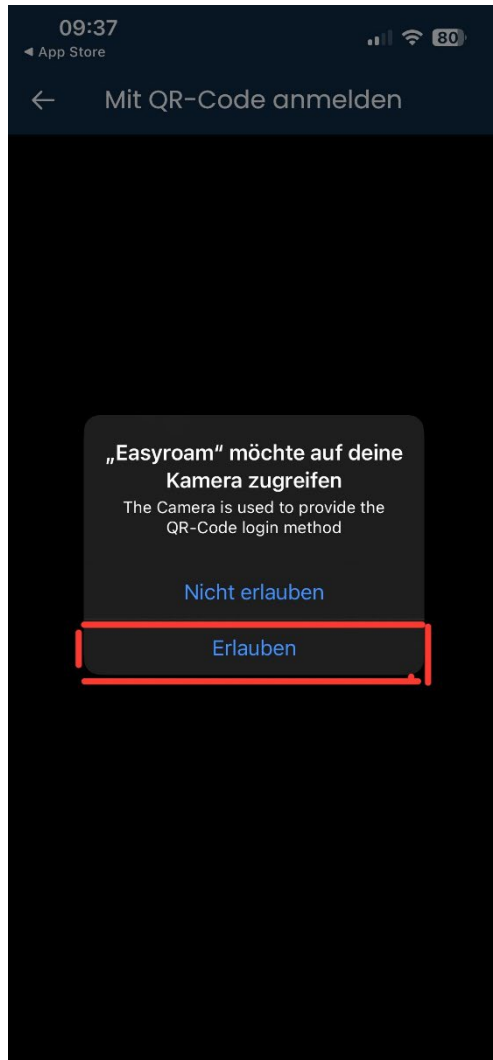 09:37
◀ App Store
80
← Mit QR-Code anmelden
„Easyroam“ möchte auf deine
Kamera zugreifen
The Camera is used to provide the
QR-Code login method
Nicht erlauben
Erlauben